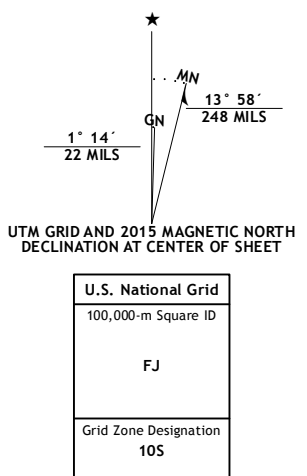 MN
GN
13° 58´
248 MILS
1° 14´
22 MILS
UTM GRID AND 2015 MAGNETIC NORTH
DECLINATION AT CENTER OF SHEET
U.S. National Grid
100,000-m Square ID
FJ
Grid Zone Designation
10S